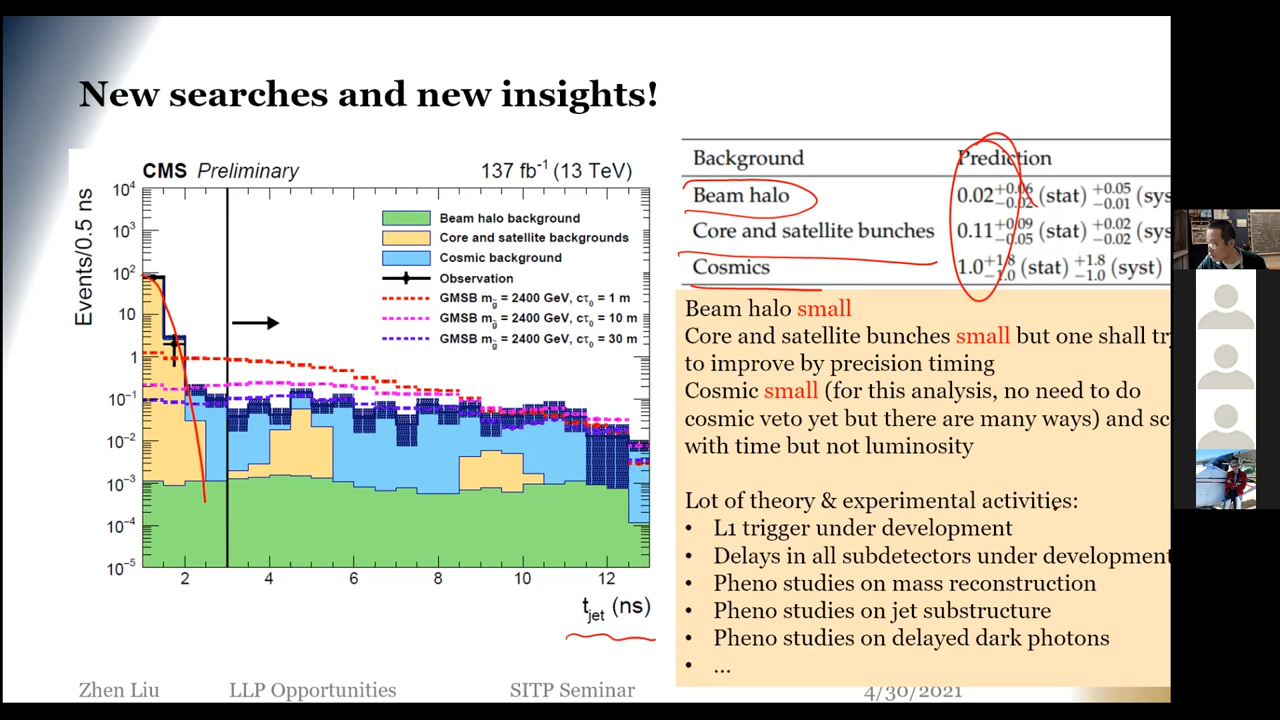 New searches and new insights!
CMS Preliminary
137 fb⁻¹ (13 TeV)
Events/0.5 ns
10⁴
10³
10²
10
1
10⁻¹
10⁻²
10⁻³
10⁻⁴
10⁻⁵
Beam halo background
Core and satellite backgrounds
Cosmic background
Observation
GMSB m_g̃ = 2400 GeV, cτ₀ = 1 m
GMSB m_g̃ = 2400 GeV, cτ₀ = 10 m
GMSB m_g̃ = 2400 GeV, cτ₀ = 30 m
2 4 6 8 10 12
t_jet (ns)
Background Prediction
Beam halo 0.02 +0.06 −0.02 (stat) +0.05 −0.01 (sys
Core and satellite bunches 0.11 +0.09 −0.05 (stat) +0.02 −0.02 (sys
Cosmics 1.0 +1.8 −1.0 (stat) +1.8 −1.0 (syst)
Beam halo small
Core and satellite bunches small but one shall try
to improve by precision timing
Cosmic small (for this analysis, no need to do
cosmic veto yet but there are many ways) and sc
with time but not luminosity
Lot of theory & experimental activities:
• L1 trigger under development
• Delays in all subdetectors under development
• Pheno studies on mass reconstruction
• Pheno studies on jet substructure
• Pheno studies on delayed dark photons
• ...
Zhen Liu LLP Opportunities SITP Seminar 4/30/2021